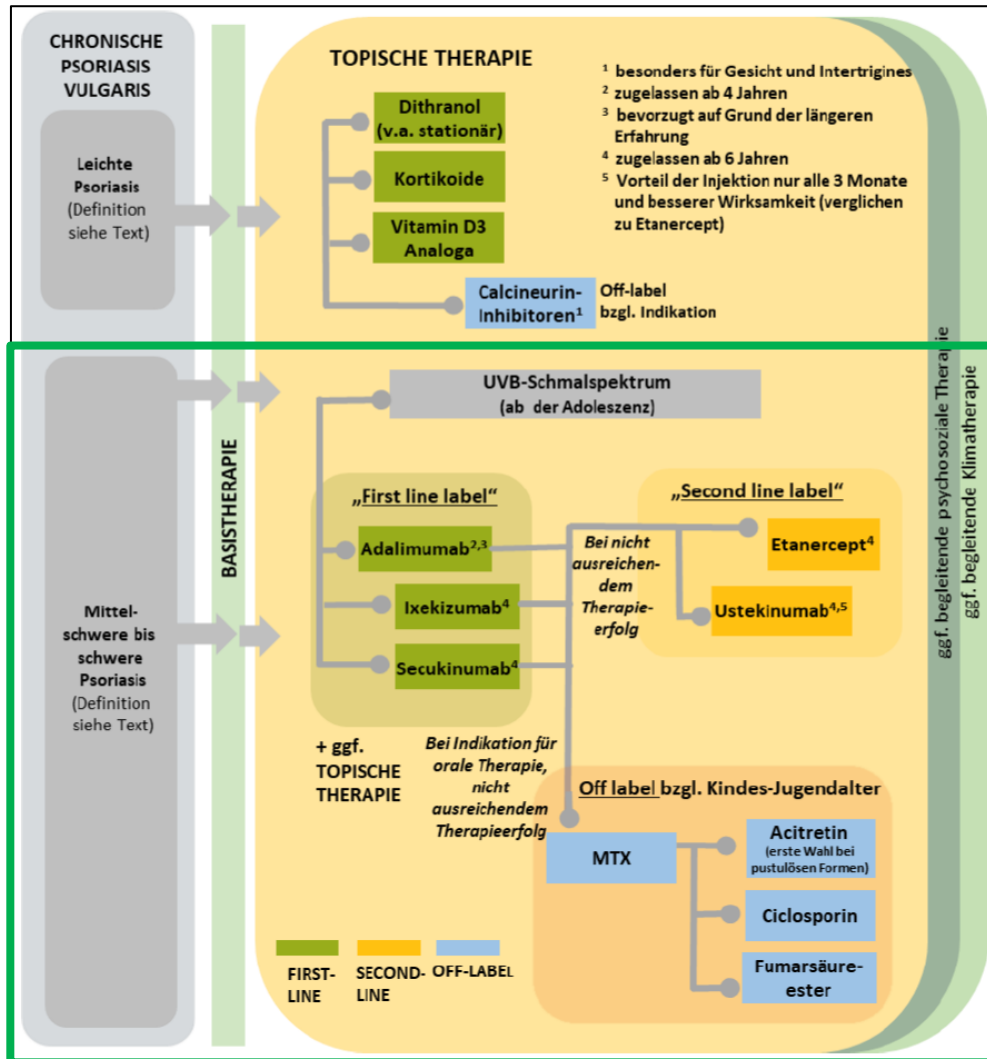 CHRONISCHE
PSORIASIS
VULGARIS
Leichte
Psoriasis
(Definition
siehe Text)
Mittel-
schwere bis
schwere
Psoriasis
(Definition
siehe Text)
BASISTHERAPIE
TOPISCHE THERAPIE
Dithranol
(v.a. stationär)
Kortikoide
Vitamin D3
Analoga
Calcineurin-
Inhibitoren¹
Off-label
bzgl. Indikation
¹ besonders für Gesicht und Intertrigines
² zugelassen ab 4 Jahren
³ bevorzugt auf Grund der längeren
Erfahrung
⁴ zugelassen ab 6 Jahren
⁵ Vorteil der Injektion nur alle 3 Monate
und besserer Wirksamkeit (verglichen
zu Etanercept)
UVB-Schmalspektrum
(ab der Adoleszenz)
„First line label“
Adalimumab²,³
Ixekizumab⁴
Secukinumab⁴
+ ggf.
TOPISCHE
THERAPIE
Bei nicht
ausreichen-
dem
Therapie-
erfolg
„Second line label“
Etanercept⁴
Ustekinumab⁴,⁵
Bei Indikation für
orale Therapie,
nicht
ausreichendem
Therapieerfolg
Off label bzgl. Kindes-Jugendalter
MTX
Acitretin
(erste Wahl bei
pustulösen Formen)
Ciclosporin
Fumarsäure-
ester
FIRST-
LINE
SECOND-
LINE
OFF-LABEL
ggf. begleitende psychosoziale Therapie
ggf. begleitende Klimatherapie